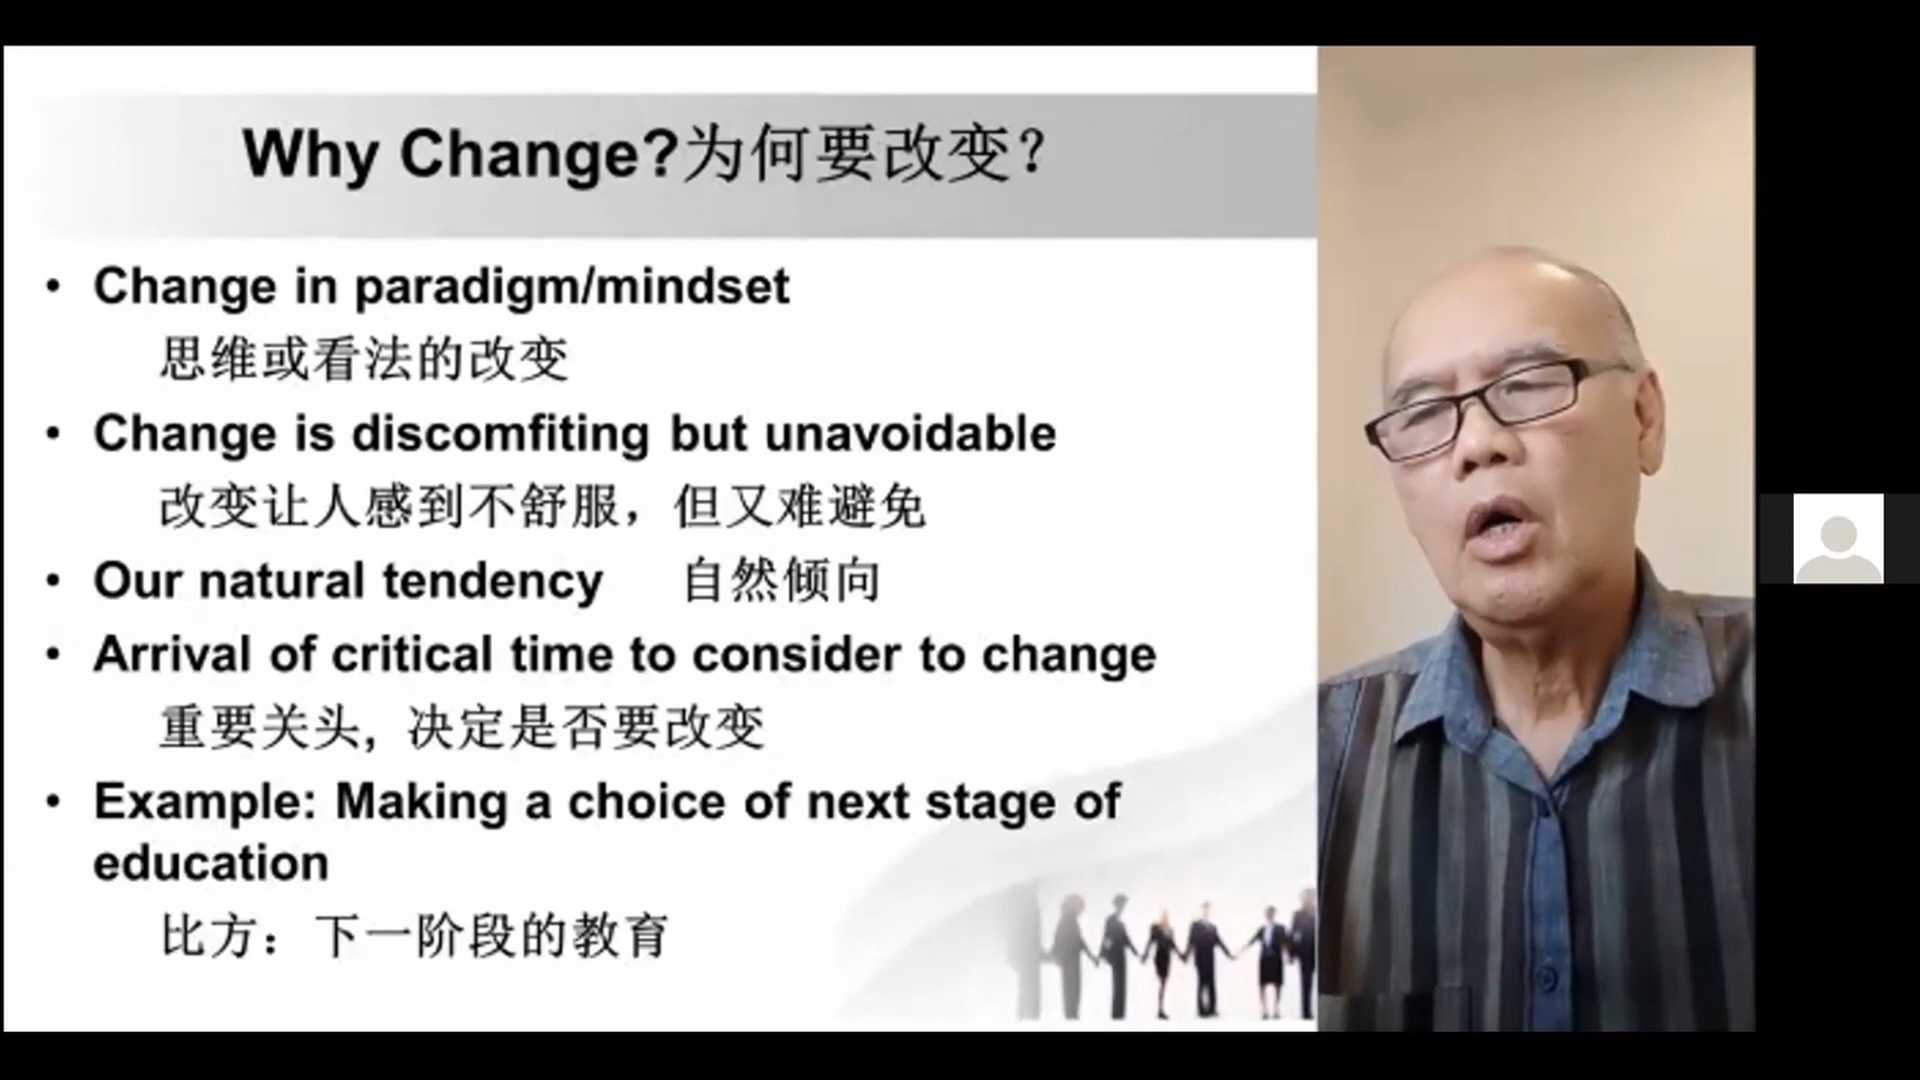 Why Change?为何要改变?
• Change in paradigm/mindset
思维或看法的改变
• Change is discomfiting but unavoidable
改变让人感到不舒服，但又难避免
• Our natural tendency 自然倾向
• Arrival of critical time to consider to change
重要关头, 决定是否要改变
• Example: Making a choice of next stage of
education
比方：下一阶段的教育